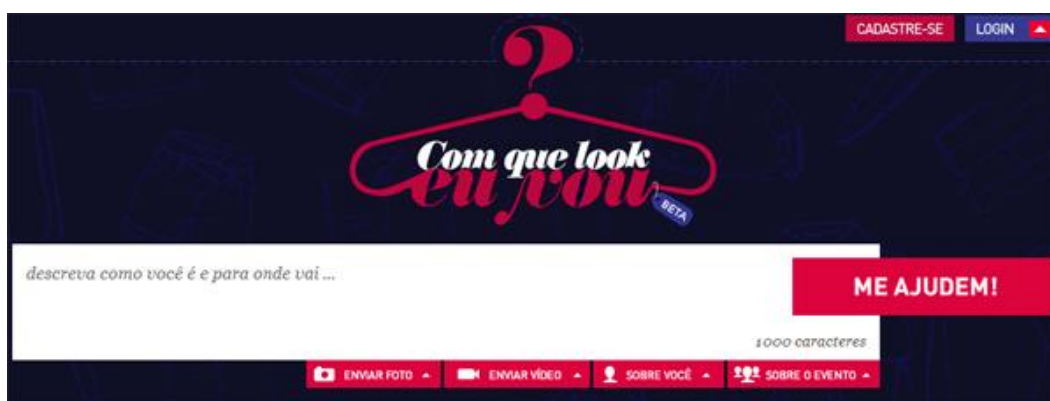 CADASTRE-SE LOGIN
?
Com que look
eu vou
BETA
descreva como você é e para onde vai ...
ME AJUDEM!
1000 caracteres
ENVIAR FOTO ENVIAR VÍDEO SOBRE VOCÊ SOBRE O EVENTO